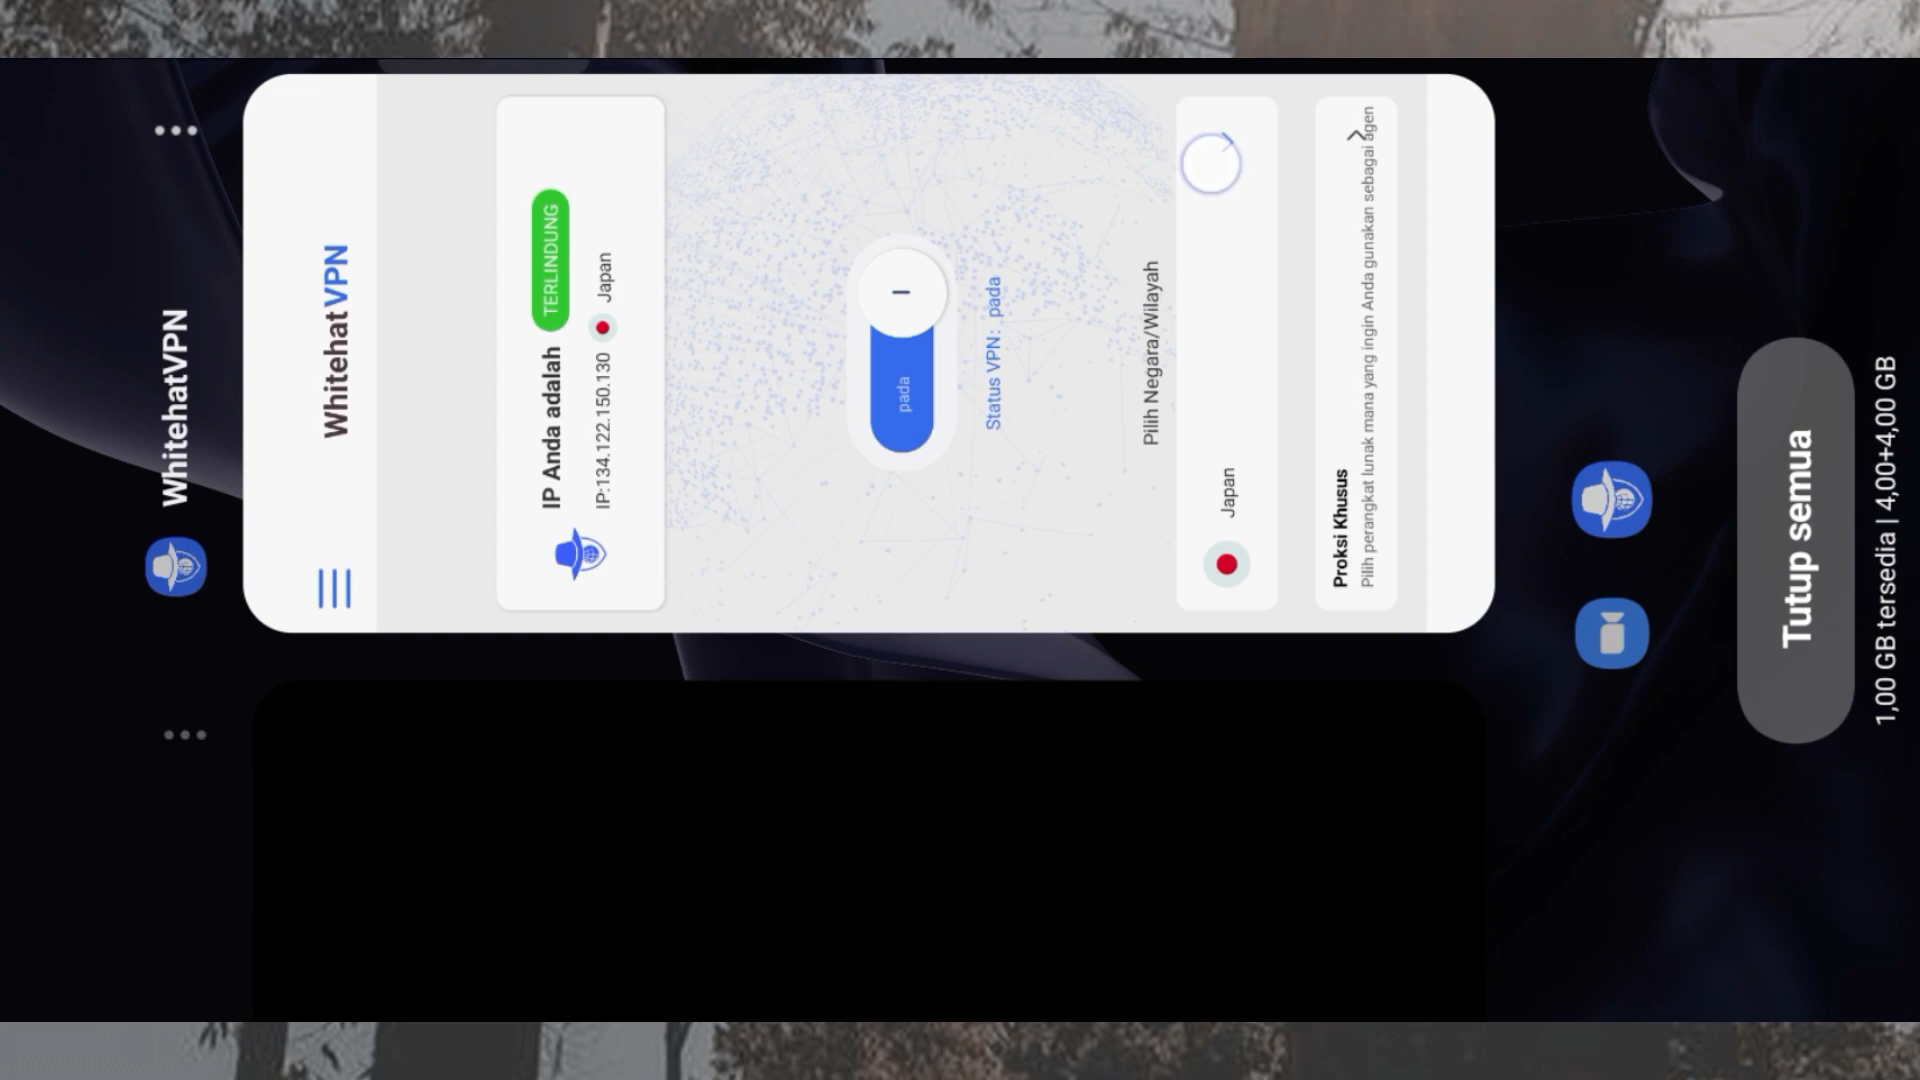 WhitehatVPN
Whitehat VPN
IP Anda adalah TERLINDUNG
IP:134.122.150.130 Japan
pada
Status VPN: pada
Pilih Negara/Wilayah
Japan
Proksi Khusus
Pilih perangkat lunak mana yang ingin Anda gunakan sebagai agen
Tutup semua
1,00 GB tersedia | 4,00+4,00 GB